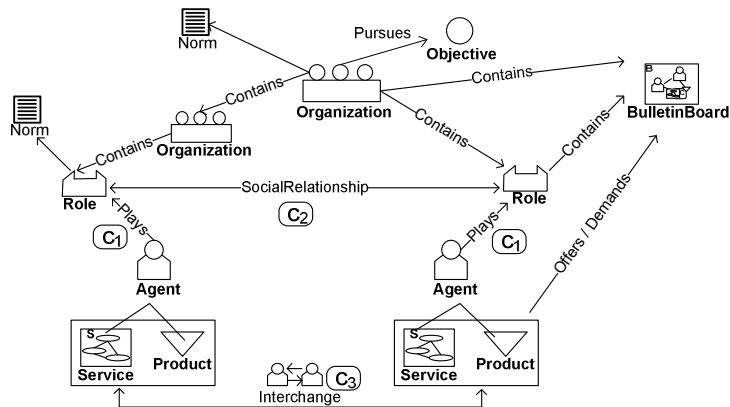 Norm
Pursues
Objective
Contains
Contains
Organization
B
BulletinBoard
Norm
Organization
Contains
Contains
Contains
Role
SocialRelationship
C2
Role
Plays
C1
Plays
C1
Offers / Demands
Agent
Agent
S
Service
Product
S
Service
Product
C3
Interchange